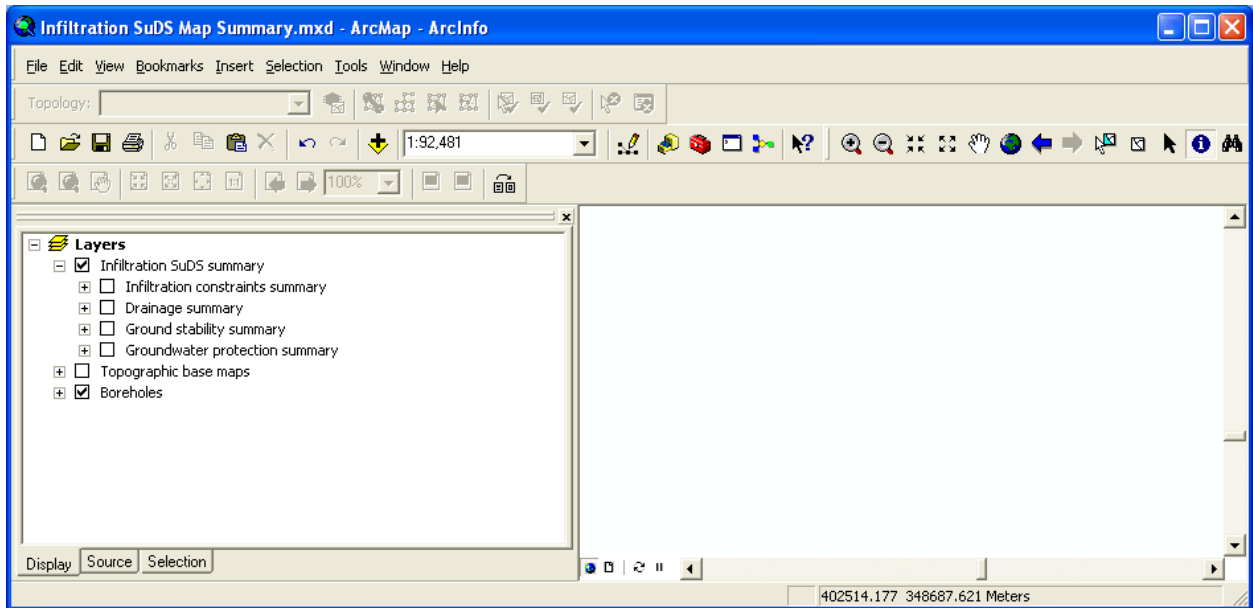 Infiltration SuDS Map Summary.mxd - ArcMap - ArcInfo
File Edit View Bookmarks Insert Selection Tools Window Help
Topology:
1:92,481
100%
Layers
Infiltration SuDS summary
Infiltration constraints summary
Drainage summary
Ground stability summary
Groundwater protection summary
Topographic base maps
Boreholes
Display Source Selection
402514.177 348687.621 Meters